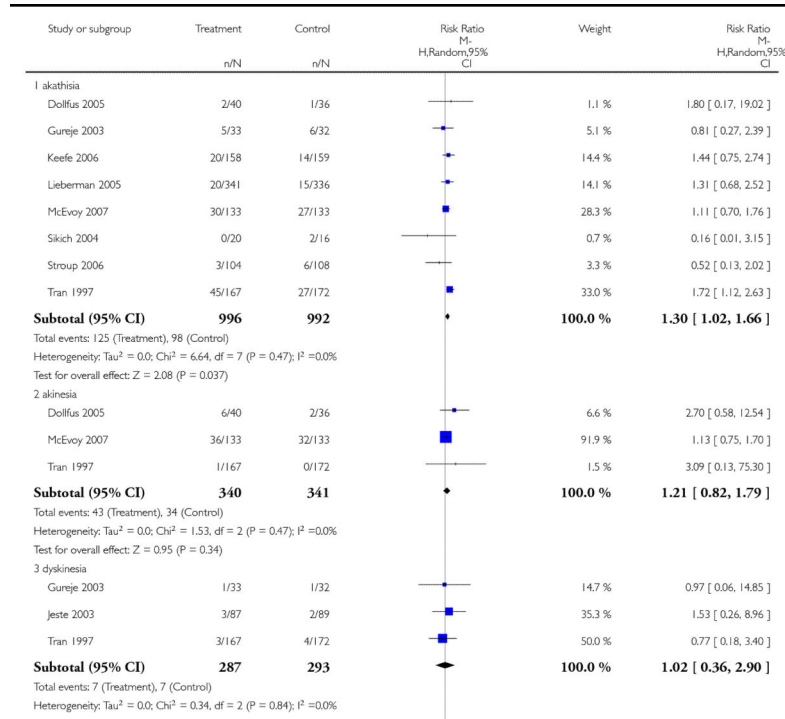 Study or subgroup Treatment Control Risk Ratio Weight Risk Ratio
M- M-
H,Random,95% H,Random,95%
n/N n/N CI CI
1 akathisia
Dollfus 2005 2/40 1/36 1.1 % 1.80 [ 0.17, 19.02 ]
Gureje 2003 5/33 6/32 5.1 % 0.81 [ 0.27, 2.39 ]
Keefe 2006 20/158 14/159 14.4 % 1.44 [ 0.75, 2.74 ]
Lieberman 2005 20/341 15/336 14.1 % 1.31 [ 0.68, 2.52 ]
McEvoy 2007 30/133 27/133 28.3 % 1.11 [ 0.70, 1.76 ]
Sikich 2004 0/20 2/16 0.7 % 0.16 [ 0.01, 3.15 ]
Stroup 2006 3/104 6/108 3.3 % 0.52 [ 0.13, 2.02 ]
Tran 1997 45/167 27/172 33.0 % 1.72 [ 1.12, 2.63 ]
Subtotal (95% CI) 996 992 100.0 % 1.30 [ 1.02, 1.66 ]
Total events: 125 (Treatment), 98 (Control)
Heterogeneity: Tau² = 0.0; Chi² = 6.64, df = 7 (P = 0.47); I² =0.0%
Test for overall effect: Z = 2.08 (P = 0.037)
2 akinesia
Dollfus 2005 6/40 2/36 6.6 % 2.70 [ 0.58, 12.54 ]
McEvoy 2007 36/133 32/133 91.9 % 1.13 [ 0.75, 1.70 ]
Tran 1997 1/167 0/172 1.5 % 3.09 [ 0.13, 75.30 ]
Subtotal (95% CI) 340 341 100.0 % 1.21 [ 0.82, 1.79 ]
Total events: 43 (Treatment), 34 (Control)
Heterogeneity: Tau² = 0.0; Chi² = 1.53, df = 2 (P = 0.47); I² =0.0%
Test for overall effect: Z = 0.95 (P = 0.34)
3 dyskinesia
Gureje 2003 1/33 1/32 14.7 % 0.97 [ 0.06, 14.85 ]
Jeste 2003 3/87 2/89 35.3 % 1.53 [ 0.26, 8.96 ]
Tran 1997 3/167 4/172 50.0 % 0.77 [ 0.18, 3.40 ]
Subtotal (95% CI) 287 293 100.0 % 1.02 [ 0.36, 2.90 ]
Total events: 7 (Treatment), 7 (Control)
Heterogeneity: Tau² = 0.0; Chi² = 0.34, df = 2 (P = 0.84); I² =0.0%